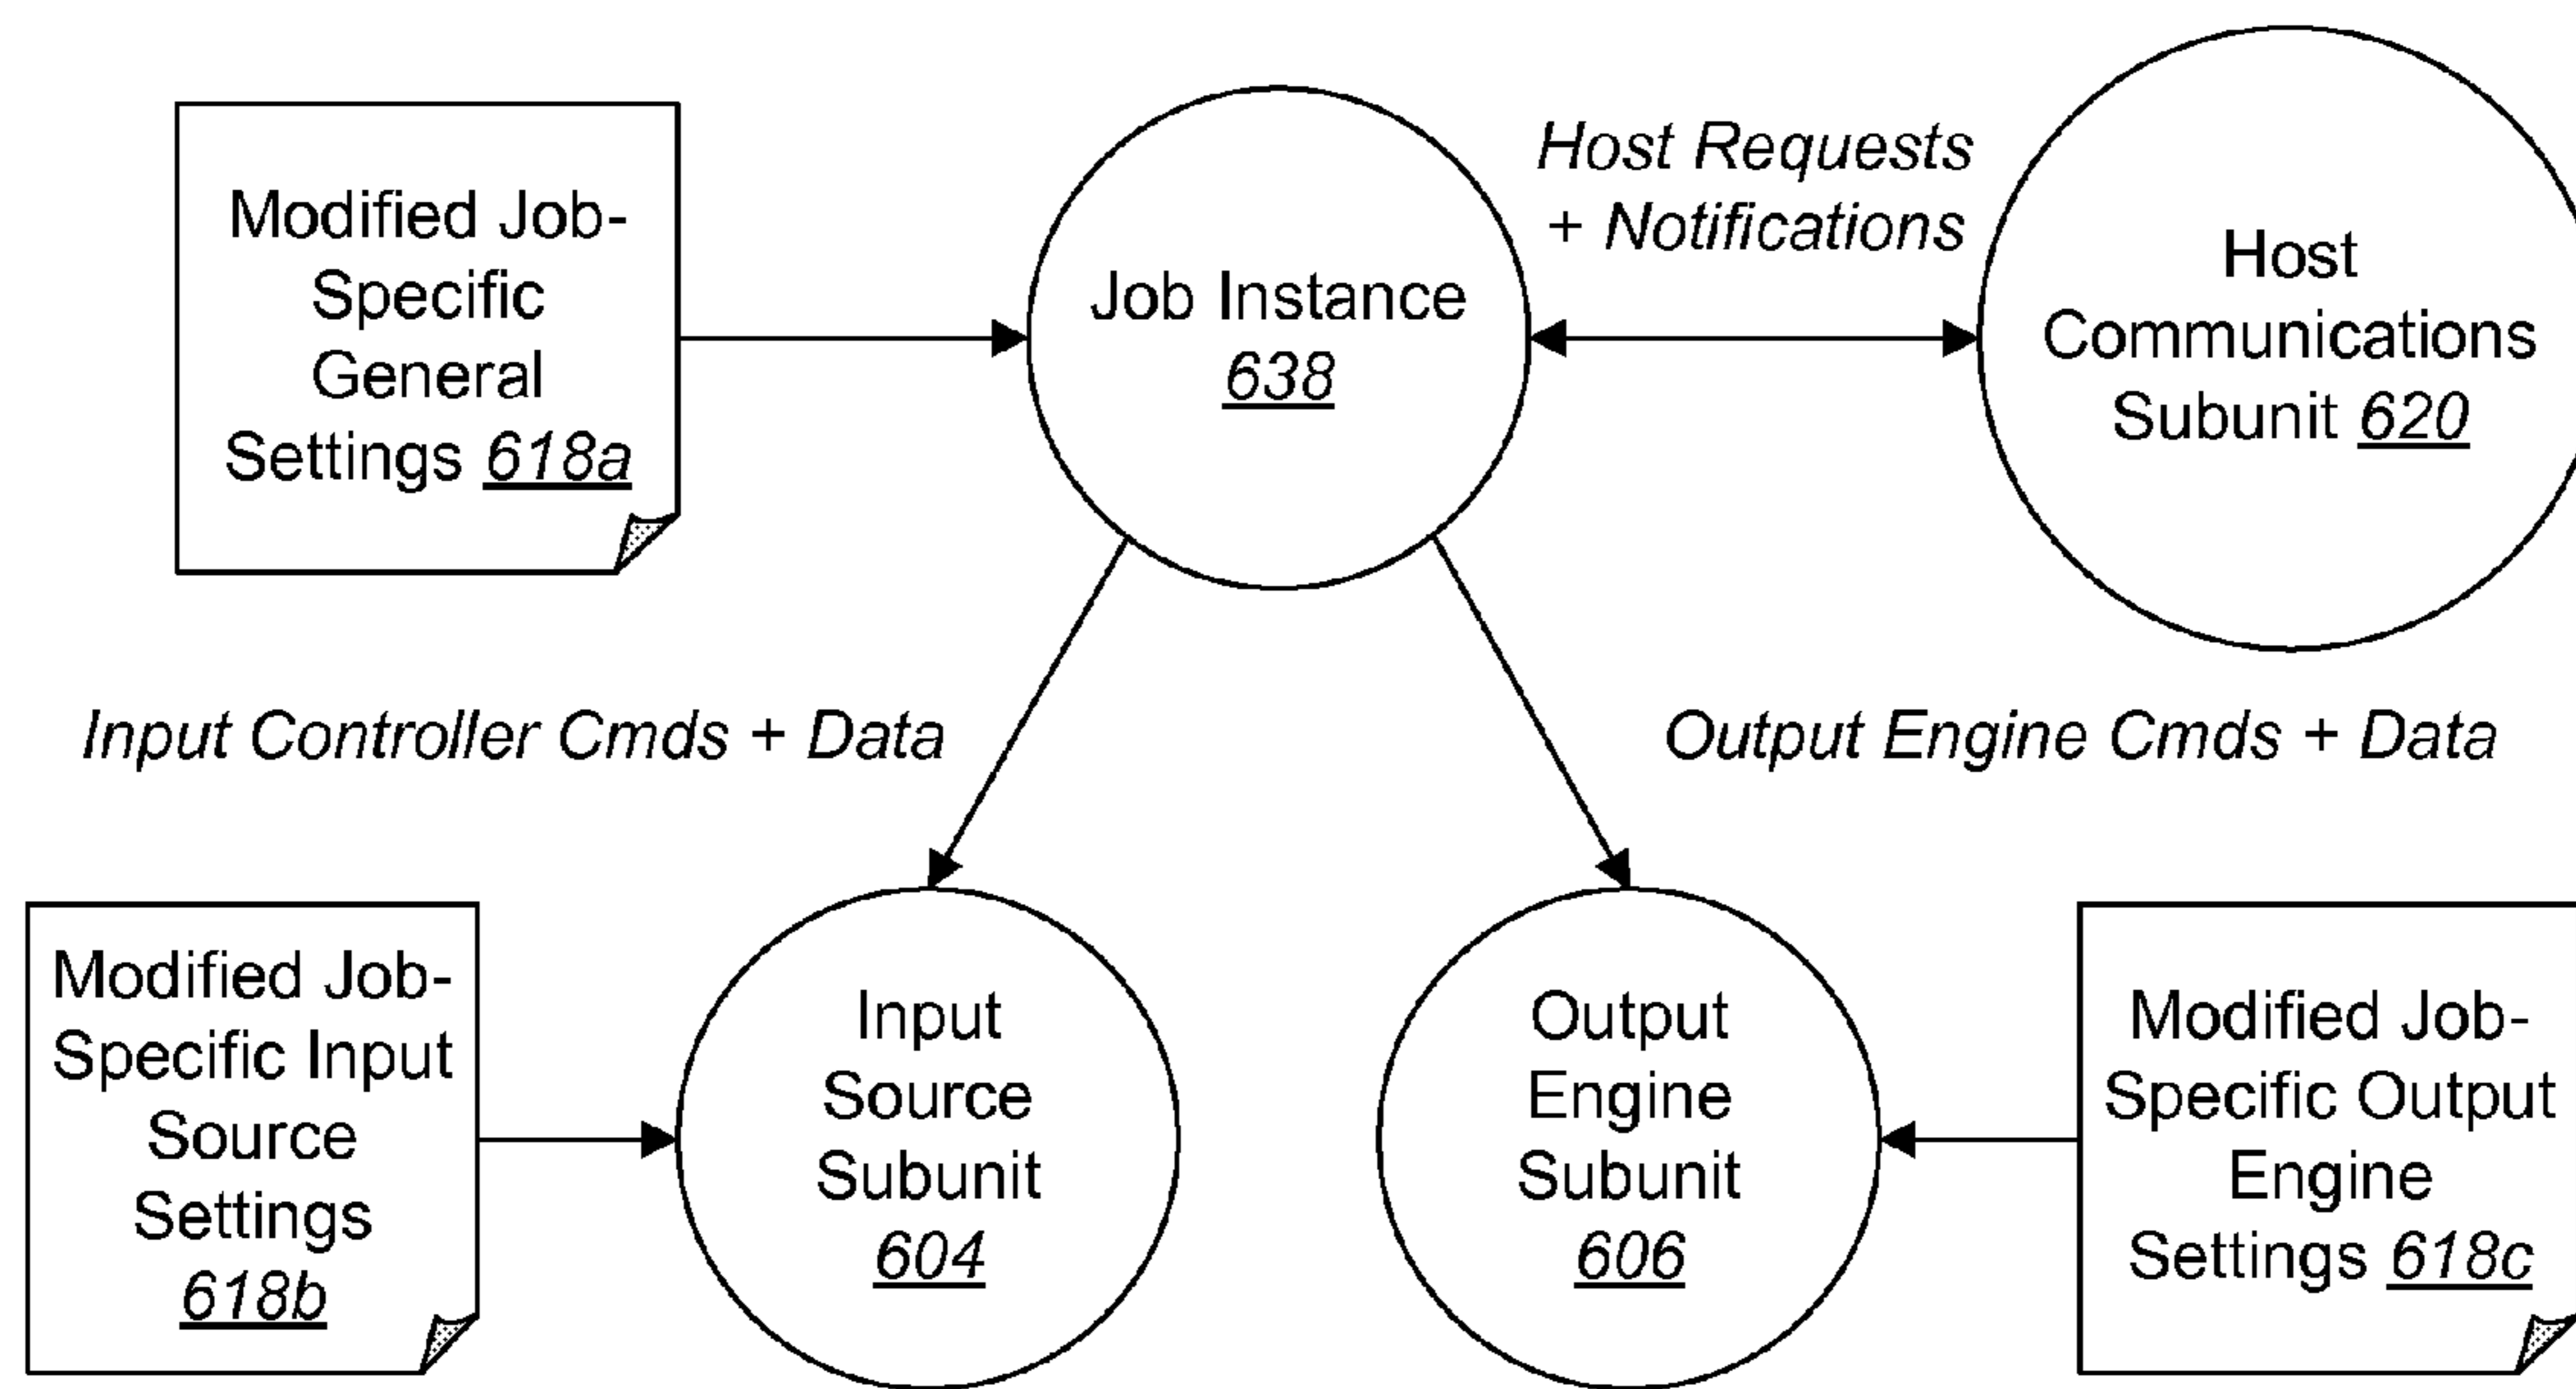 Modified Job-
Specific
General
Settings 618a
Job Instance
638
Host Requests
+ Notifications
Host
Communications
Subunit 620
Input Controller Cmds + Data
Output Engine Cmds + Data
Modified Job-
Specific Input
Source
Settings
618b
Input
Source
Subunit
604
Output
Engine
Subunit
606
Modified Job-
Specific Output
Engine
Settings 618c